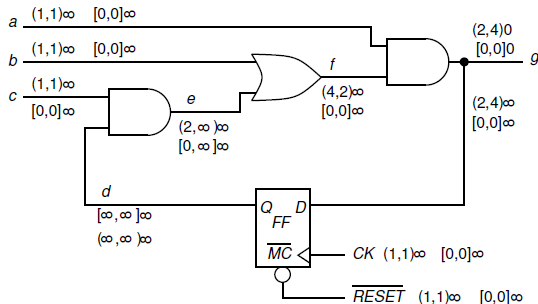 a (1,1)∞ [0,0]∞
(2,4)0
[0,0]0
g
b (1,1)∞ [0,0]∞
f
(4,2)∞
[0,0]∞
c (1,1)∞
[0,0]∞
e
(2,∞)∞
[0,∞]∞
(2,4)∞
[0,0]∞
d
[∞,∞]∞
(∞,∞)∞
Q D
FF
MC
CK (1,1)∞ [0,0]∞
RESET (1,1)∞ [0,0]∞